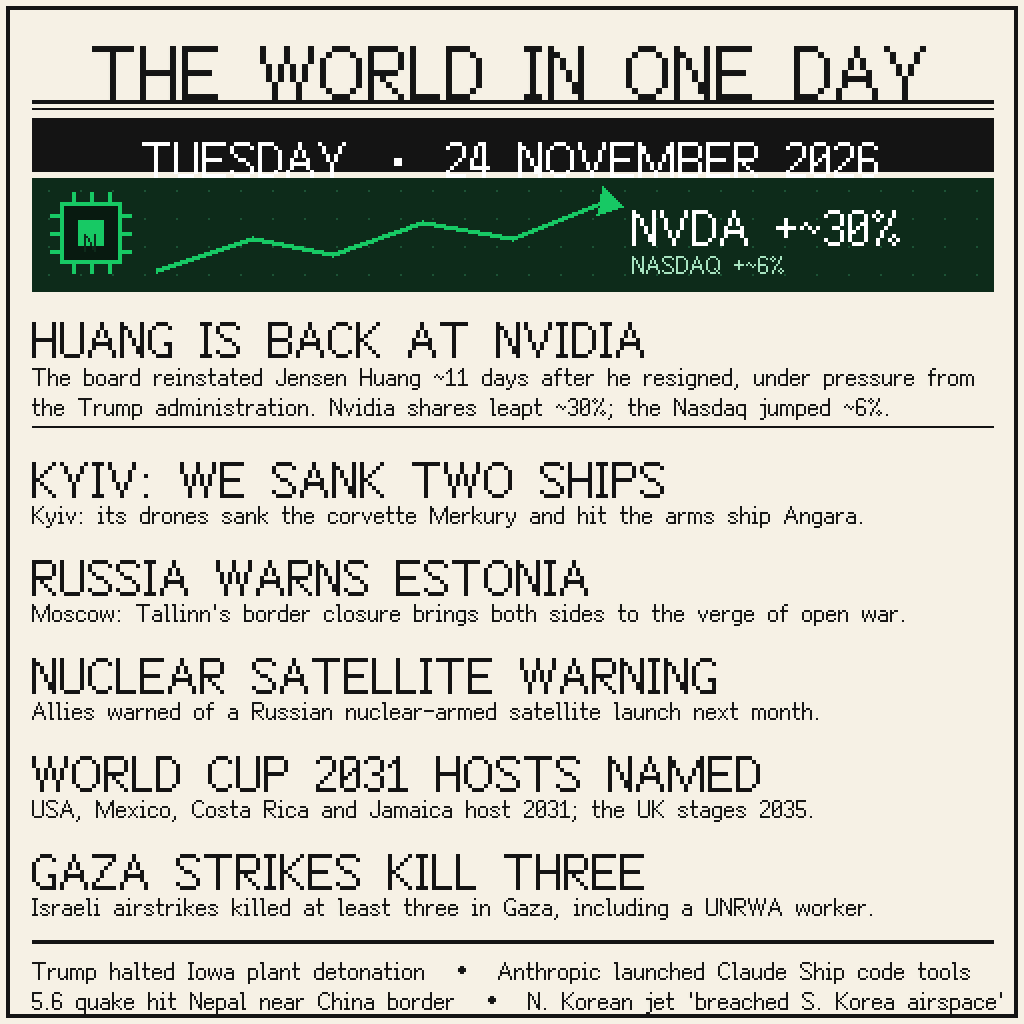 THE WORLD IN ONE DAY
TUESDAY · 24 NOVEMBER 2026
N
NVDA +~30%
NASDAQ +~6%
HUANG IS BACK AT NVIDIA
The board reinstated Jensen Huang ~11 days after he resigned, under pressure from
the Trump administration. Nvidia shares leapt ~30%; the Nasdaq jumped ~6%.
KYIV: WE SANK TWO SHIPS
Kyiv: its drones sank the corvette Merkury and hit the arms ship Angara.
RUSSIA WARNS ESTONIA
Moscow: Tallinn's border closure brings both sides to the verge of open war.
NUCLEAR SATELLITE WARNING
Allies warned of a Russian nuclear-armed satellite launch next month.
WORLD CUP 2031 HOSTS NAMED
USA, Mexico, Costa Rica and Jamaica host 2031; the UK stages 2035.
GAZA STRIKES KILL THREE
Israeli airstrikes killed at least three in Gaza, including a UNRWA worker.
Trump halted Iowa plant detonation • Anthropic launched Claude Ship code tools
5.6 quake hit Nepal near China border • N. Korean jet 'breached S. Korea airspace'